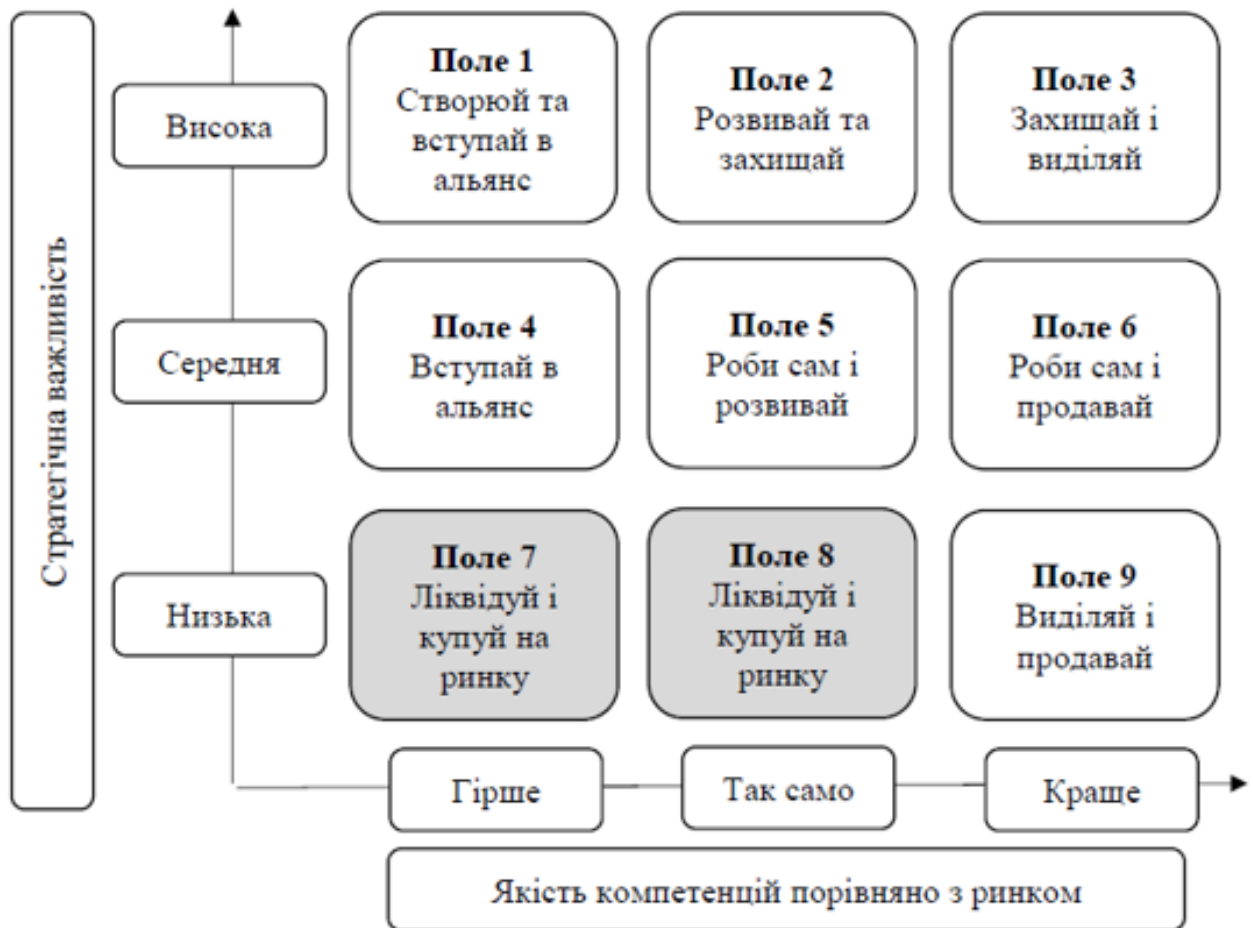 Стратегічна важливість
Висока
Поле 1
Створюй та
вступай в
альянс
Поле 2
Розвивай та
захищай
Поле 3
Захищай і
виділяй
Середня
Поле 4
Вступай в
альянс
Поле 5
Роби сам і
розвивай
Поле 6
Роби сам і
продавай
Низька
Поле 7
Ліквідуй і
купуй на
ринку
Поле 8
Ліквідуй і
купуй на
ринку
Поле 9
Виділяй і
продавай
Гірше
Так само
Краще
Якість компетенцій порівняно з ринком